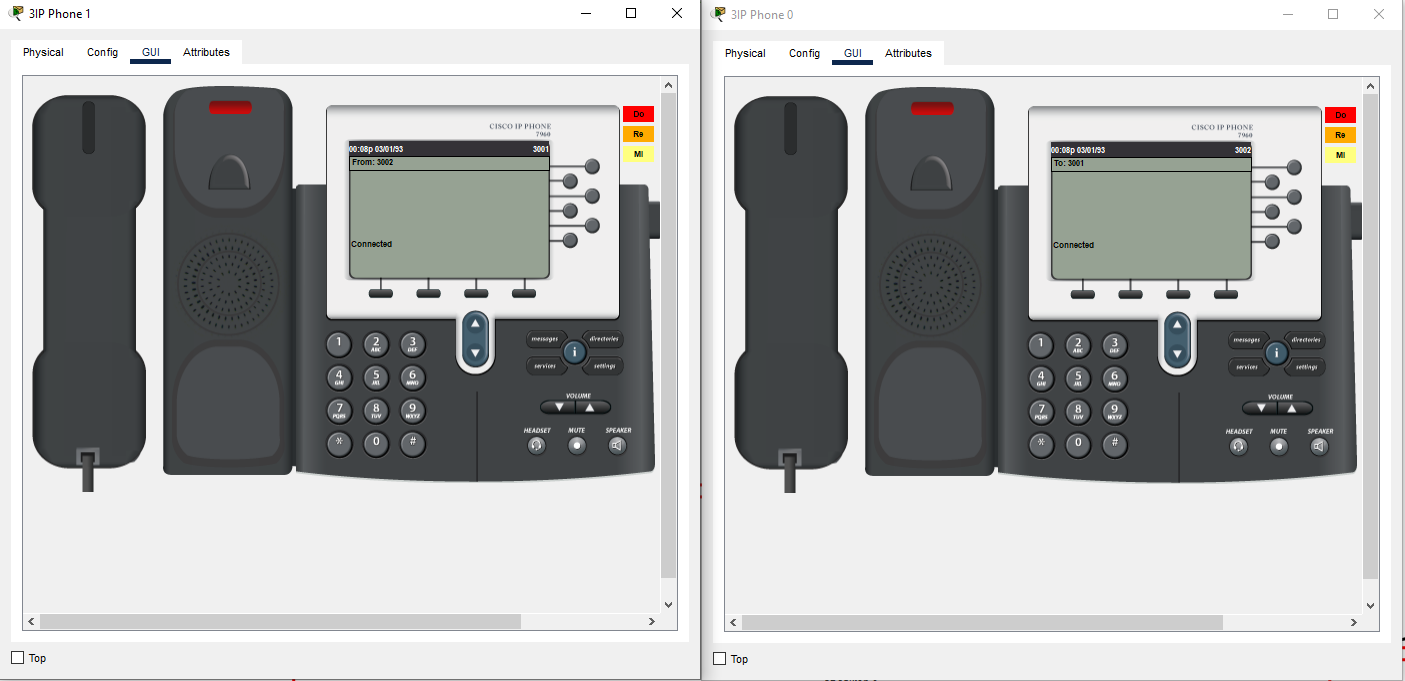 3IP Phone 1
Physical Config GUI Attributes
CISCO IP PHONE
7960
00:08p 03/01/93 3001
From: 3002
Connected
Do
Re
MI
1 2 ABC 3 DEF
4 GHI 5 JKL 6 MNO
7 PQRS 8 TUV 9 WXYZ
* 0 #
messages directories
i
services settings
VOLUME
HEADSET MUTE SPEAKER
Top
3IP Phone 0
Physical Config GUI Attributes
CISCO IP PHONE
7960
00:08p 03/01/93 3002
To: 3001
Connected
Do
Re
MI
1 2 ABC 3 DEF
4 GHI 5 JKL 6 MNO
7 PQRS 8 TUV 9 WXYZ
* 0 #
messages directories
i
services settings
VOLUME
HEADSET MUTE SPEAKER
Top